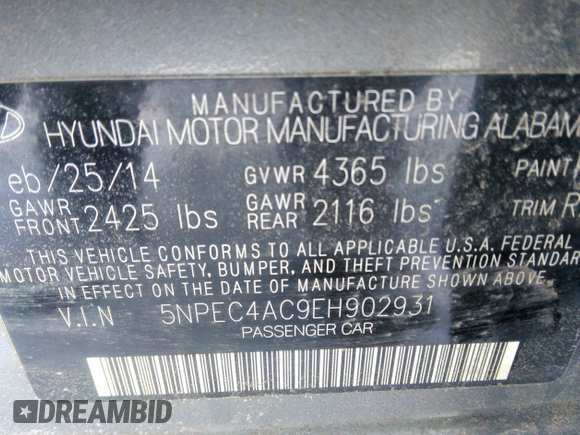 MANUFACTURED BY
HYUNDAI MOTOR MANUFACTURING ALABAM
eb/25/14 GVWR 4365 lbs PAINT
GAWR FRONT 2425 lbs GAWR REAR 2116 lbs TRIM R
THIS VEHICLE CONFORMS TO ALL APPLICABLE U.S.A. FEDERAL
MOTOR VEHICLE SAFETY, BUMPER, AND THEFT PREVENTION STANDA
IN EFFECT ON THE DATE OF MANUFACTURE SHOWN ABOVE.
V.I.N 5NPEC4AC9EH902931
PASSENGER CAR
DREAMBID